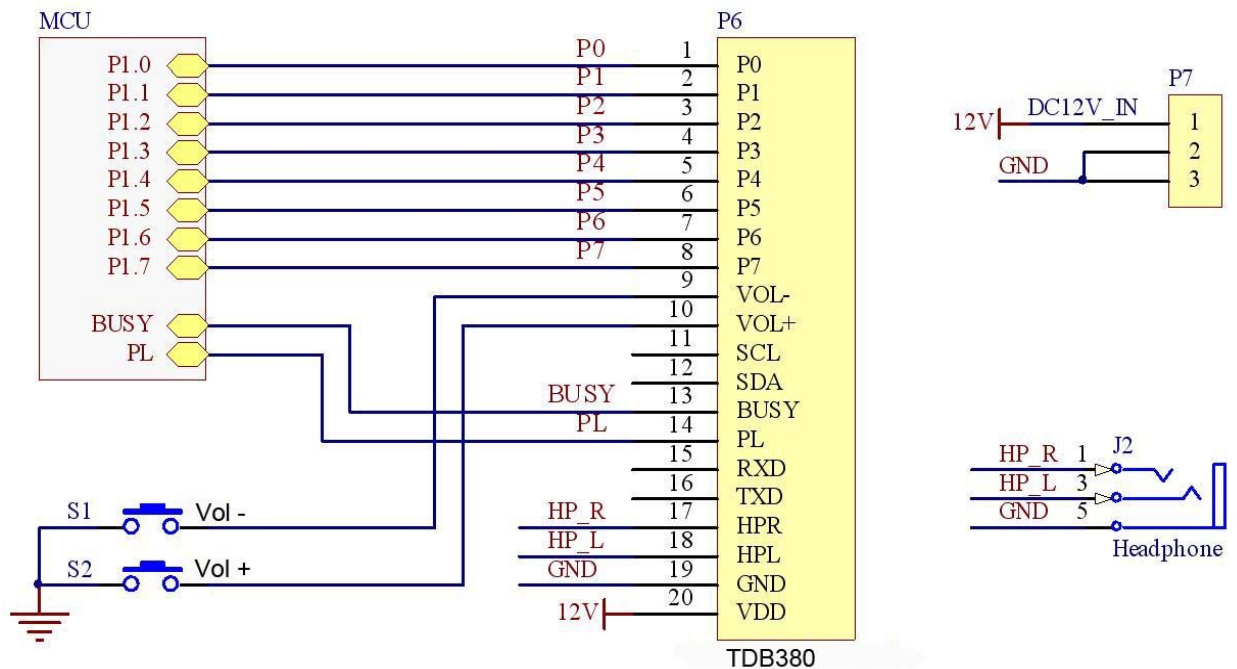 MCU
P1.0
P1.1
P1.2
P1.3
P1.4
P1.5
P1.6
P1.7
BUSY
PL
P0
P1
P2
P3
P4
P5
P6
P7
BUSY
PL
HP_R
HP_L
GND
12V
P6
1 P0
2 P1
3 P2
4 P3
5 P4
6 P5
7 P6
8 P7
9 VOL-
10 VOL+
11 SCL
12 SDA
13 BUSY
14 PL
15 RXD
16 TXD
17 HPR
18 HPL
19 GND
20 VDD
TDB380
S1 Vol -
S2 Vol +
P7
12V DC12V_IN 1
2
GND 3
J2
HP_R 1
HP_L 3
GND 5
Headphone